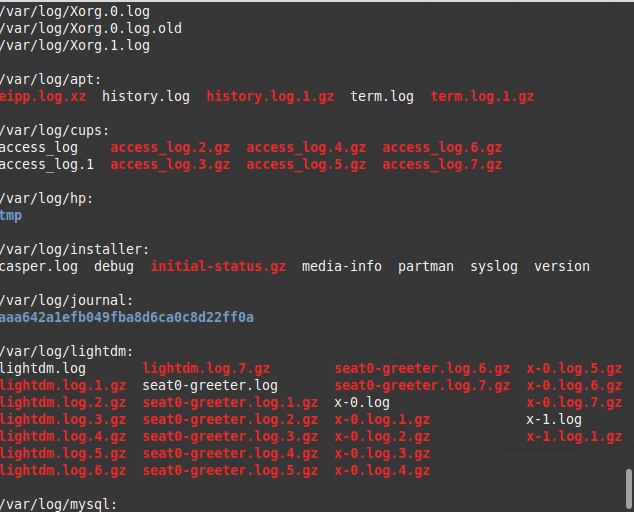 /var/log/Xorg.0.log
/var/log/Xorg.0.log.old
/var/log/Xorg.1.log

/var/log/apt:
eipp.log.xz  history.log  history.log.1.gz  term.log  term.log.1.gz

/var/log/cups:
access_log    access_log.2.gz  access_log.4.gz  access_log.6.gz
access_log.1  access_log.3.gz  access_log.5.gz  access_log.7.gz

/var/log/hp:
tmp

/var/log/installer:
casper.log  debug  initial-status.gz  media-info  partman  syslog  version

/var/log/journal:
aaa642a1efb049fba8d6ca0c8d22ff0a

/var/log/lightdm:
lightdm.log       lightdm.log.7.gz        seat0-greeter.log.6.gz  x-0.log.5.gz
lightdm.log.1.gz  seat0-greeter.log       seat0-greeter.log.7.gz  x-0.log.6.gz
lightdm.log.2.gz  seat0-greeter.log.1.gz  x-0.log                 x-0.log.7.gz
lightdm.log.3.gz  seat0-greeter.log.2.gz  x-0.log.1.gz            x-1.log
lightdm.log.4.gz  seat0-greeter.log.3.gz  x-0.log.2.gz            x-1.log.1.gz
lightdm.log.5.gz  seat0-greeter.log.4.gz  x-0.log.3.gz
lightdm.log.6.gz  seat0-greeter.log.5.gz  x-0.log.4.gz

/var/log/mysql: